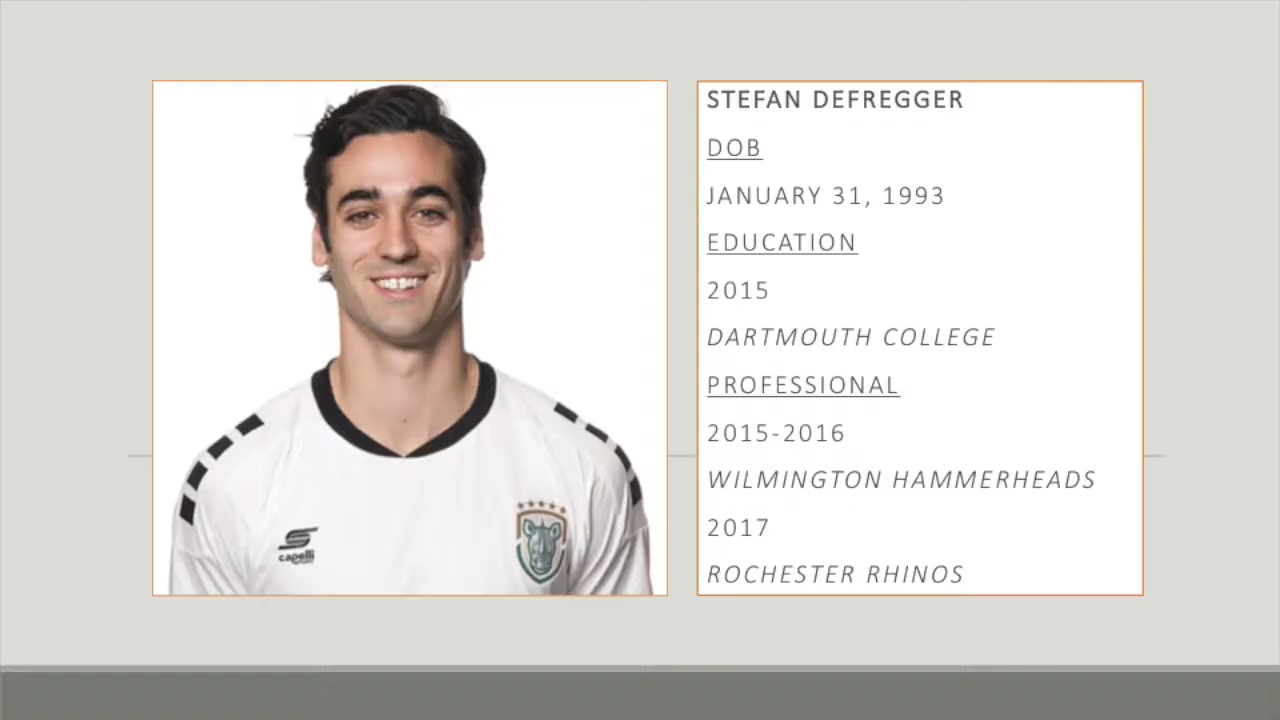 STEFAN DEFREGGER
DOB
JANUARY 31, 1993
EDUCATION
2015
DARTMOUTH COLLEGE
PROFESSIONAL
2015-2016
WILMINGTON HAMMERHEADS
2017
ROCHESTER RHINOS
capelli
SPORT